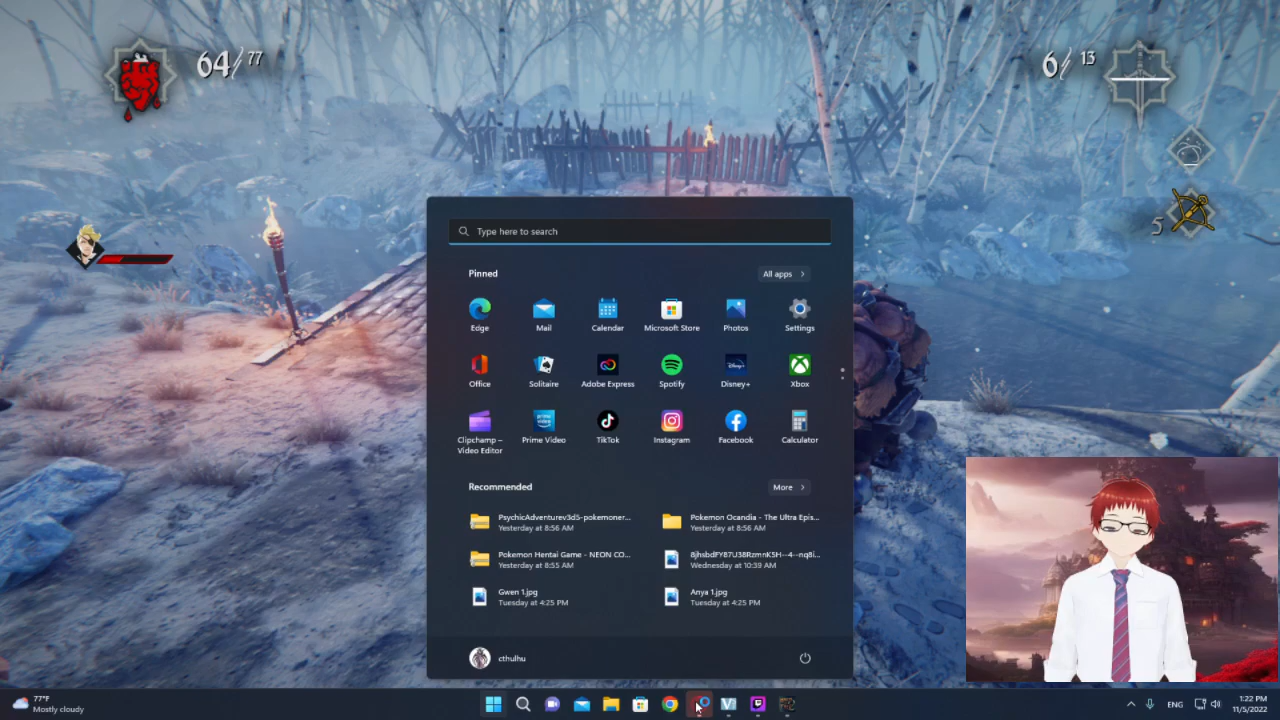 64/77
6/13
5
Type here to search
Pinned
All apps
Edge
Mail
Calendar
Microsoft Store
Photos
Settings
Office
Solitaire
Adobe Express
Spotify
Disney+
Xbox
Clipchamp –
Video Editor
Prime Video
TikTok
Instagram
Facebook
Calculator
Recommended
More
PsychicAdventurev3d5-pokemoner...
Yesterday at 8:56 AM
Pokemon Ocandia - The Ultra Epis...
Yesterday at 8:56 AM
Pokemon Hentai Game - NEON CO...
Yesterday at 8:55 AM
8jhsbdFY87U38RzmnKSH--4--nq8i...
Wednesday at 10:39 AM
Gwen 1.jpg
Tuesday at 4:25 PM
Anya 1.jpg
Tuesday at 4:25 PM
cthulhu
77°F
Mostly cloudy
ENG
1:22 PM
11/5/2022